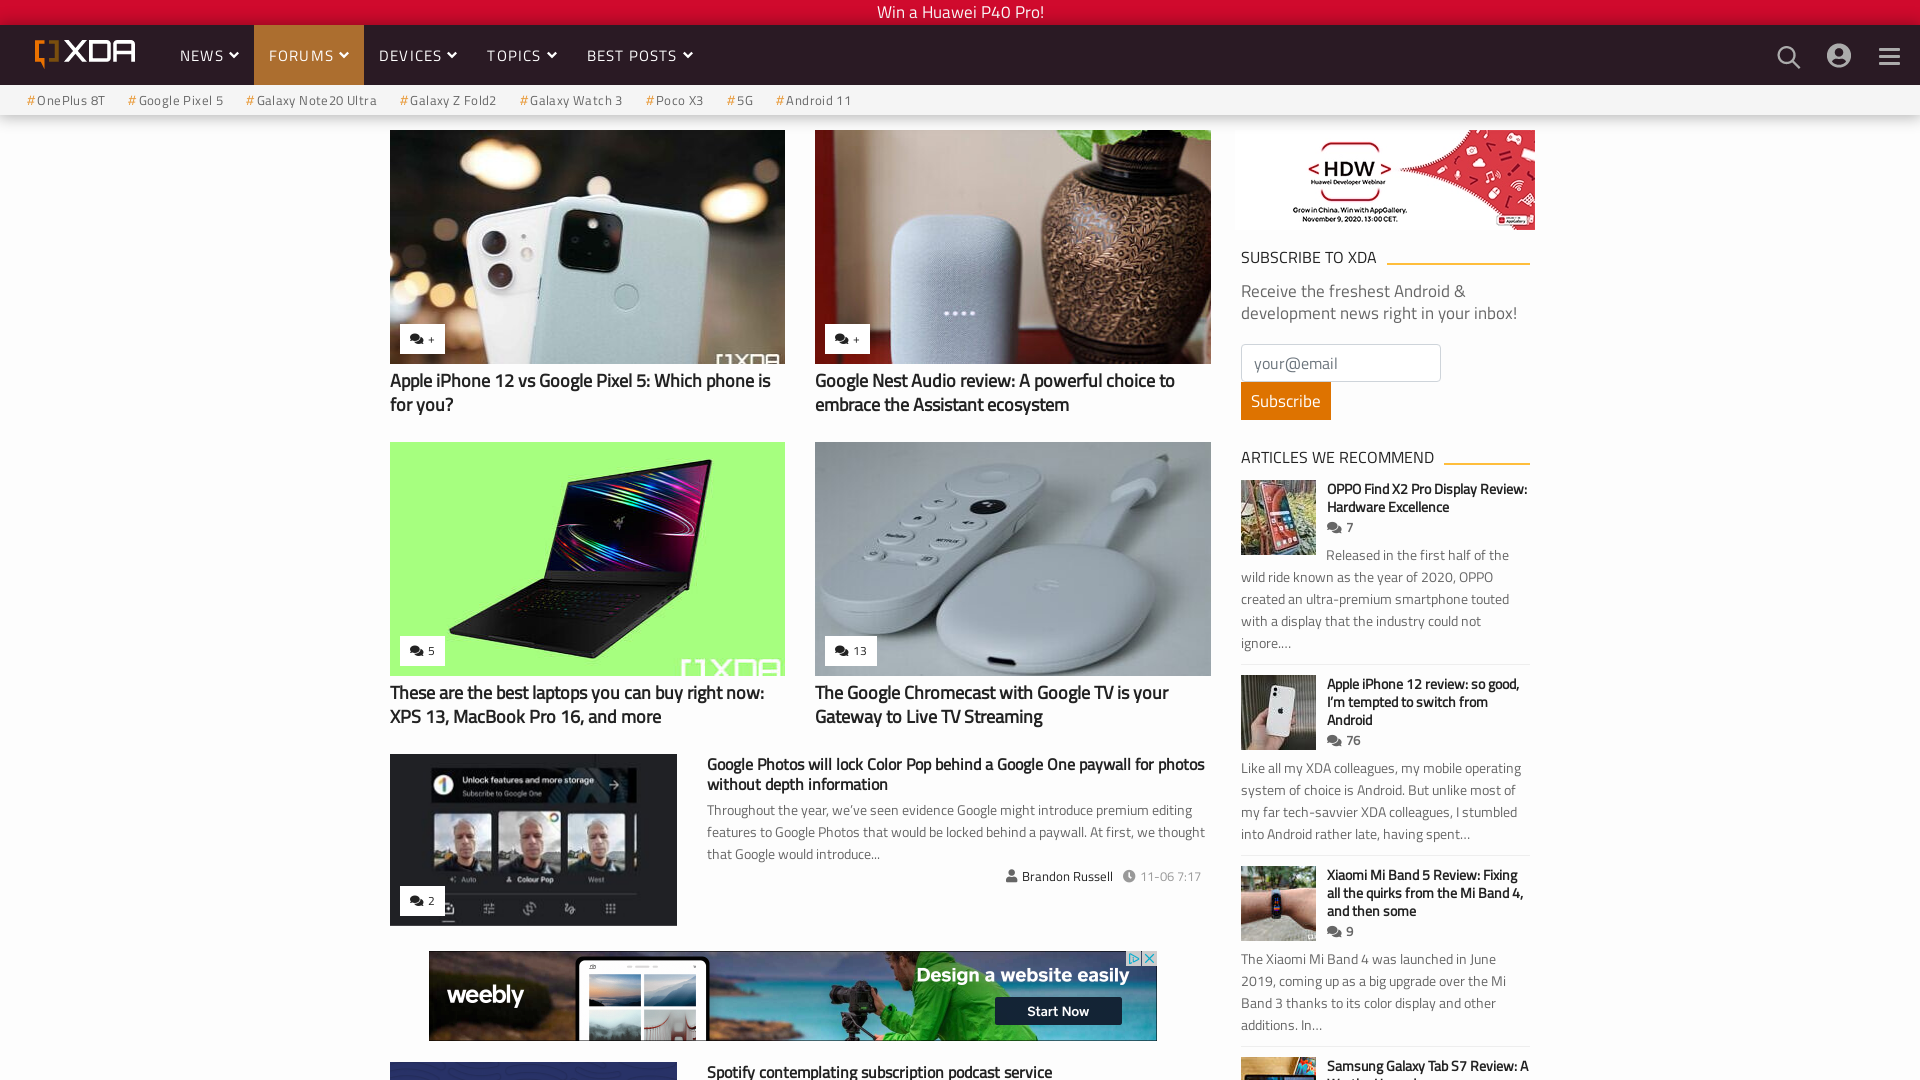 Win a Huawei P40 Pro!
XDA
NEWS
FORUMS
DEVICES
TOPICS
BEST POSTS
#OnePlus 8T
#Google Pixel 5
#Galaxy Note20 Ultra
#Galaxy Z Fold2
#Galaxy Watch 3
#Poco X3
#5G
#Android 11
+
XDA
Apple iPhone 12 vs Google Pixel 5: Which phone is
for you?
+
Google Nest Audio review: A powerful choice to
embrace the Assistant ecosystem
5
XDA
These are the best laptops you can buy right now:
XPS 13, MacBook Pro 16, and more
YouTube
NETFLIX
13
The Google Chromecast with Google TV is your
Gateway to Live TV Streaming
Unlock features and more storage
Subscribe to Google One
Auto
Colour Pop
West
2
Google Photos will lock Color Pop behind a Google One paywall for photos
without depth information
Throughout the year, we've seen evidence Google might introduce premium editing
features to Google Photos that would be locked behind a paywall. At first, we thought
that Google would introduce...
Brandon Russell
11-06 7:17
weebly
Design a website easily
Start Now
Spotify contemplating subscription podcast service
<HDW>
Huawei Developer Webinar
Grow in China. Win with AppGallery.
November 9, 2020. 13:00 CET.
SUBSCRIBE TO XDA
Receive the freshest Android &
development news right in your inbox!
your@email
Subscribe
ARTICLES WE RECOMMEND
OPPO Find X2 Pro Display Review:
Hardware Excellence
7
Released in the first half of the
wild ride known as the year of 2020, OPPO
created an ultra-premium smartphone touted
with a display that the industry could not
ignore.…
Apple iPhone 12 review: so good,
I'm tempted to switch from
Android
76
Like all my XDA colleagues, my mobile operating
system of choice is Android. But unlike most of
my far tech-savvier XDA colleagues, I stumbled
into Android rather late, having spent…
Xiaomi Mi Band 5 Review: Fixing
all the quirks from the Mi Band 4,
and then some
9
The Xiaomi Mi Band 4 was launched in June
2019, coming up as a big upgrade over the Mi
Band 3 thanks to its color display and other
additions. In…
Samsung Galaxy Tab S7 Review: A